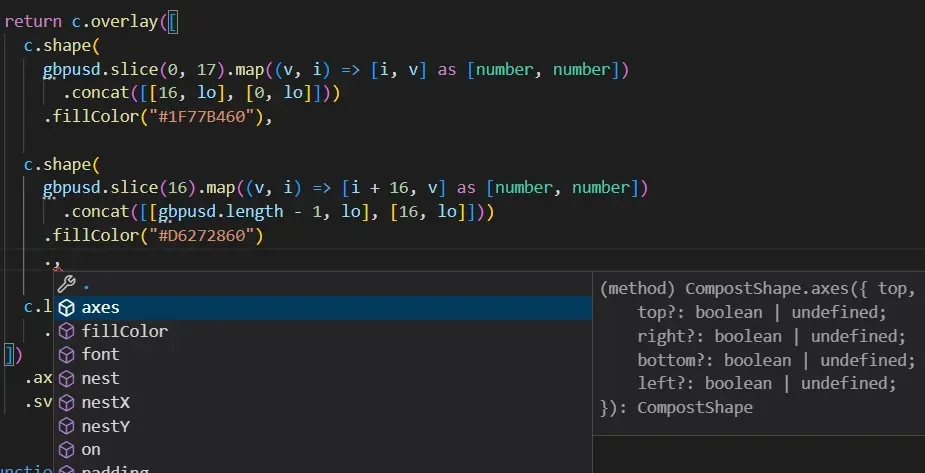 return c.overlay([
c.shape(
gbpusd.slice(0, 17).map((v, i) => [i, v] as [number, number])
.concat([[16, lo], [0, lo]]))
.fillColor("#1F77B460"),
c.shape(
gbpusd.slice(16).map((v, i) => [i + 16, v] as [number, number])
.concat([[gbpusd.length - 1, lo], [16, lo]]))
.fillColor("#D6272860")
.,
c.l
.
])
.ax
.sv
unctio
.
axes
fillColor
font
nest
nestX
nestY
on
padding
(method) CompostShape.axes({ top,
top?: boolean | undefined;
right?: boolean | undefined;
bottom?: boolean | undefined;
left?: boolean | undefined;
}): CompostShape